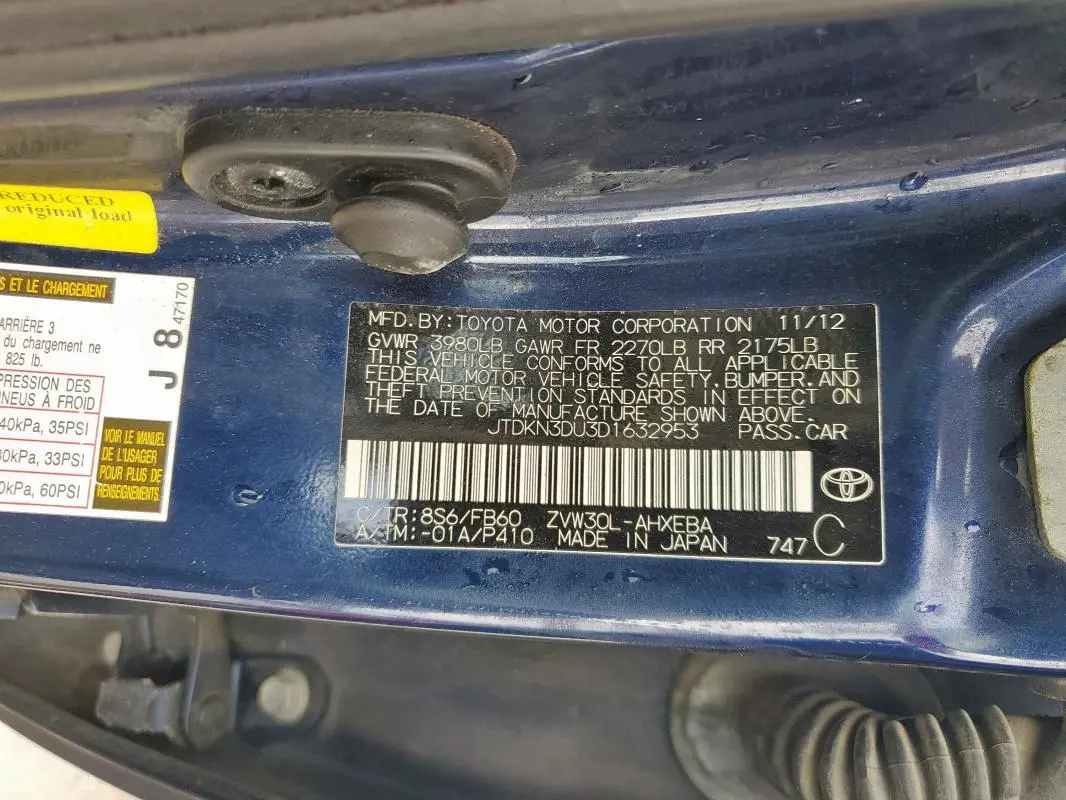 REDUCED
original load
S ET LE CHARGEMENT
ARRIÈRE 3
du chargement ne
825 lb.
PRESSION DES
PNEUS À FROID
40kPa, 35PSI
30kPa, 33PSI
0kPa, 60PSI
VOIR LE MANUEL
DE L'USAGER
POUR PLUS DE
RENSEIGNEMENTS.
J 8
47170
MFD.BY:TOYOTA MOTOR CORPORATION 11/12
GVWR 3980LB GAWR FR 2270LB RR 2175LB
THIS VEHICLE CONFORMS TO ALL APPLICABLE
FEDERAL MOTOR VEHICLE SAFETY,BUMPER,AND
THEFT PREVENTION STANDARDS IN EFFECT ON
THE DATE OF MANUFACTURE SHOWN ABOVE.
JTDKN3DU3D1632953 PASS.CAR
C/TR:8S6/FB60 ZVW30L-AHXEBA
A/TM:-01A/P410 MADE IN JAPAN 747 C